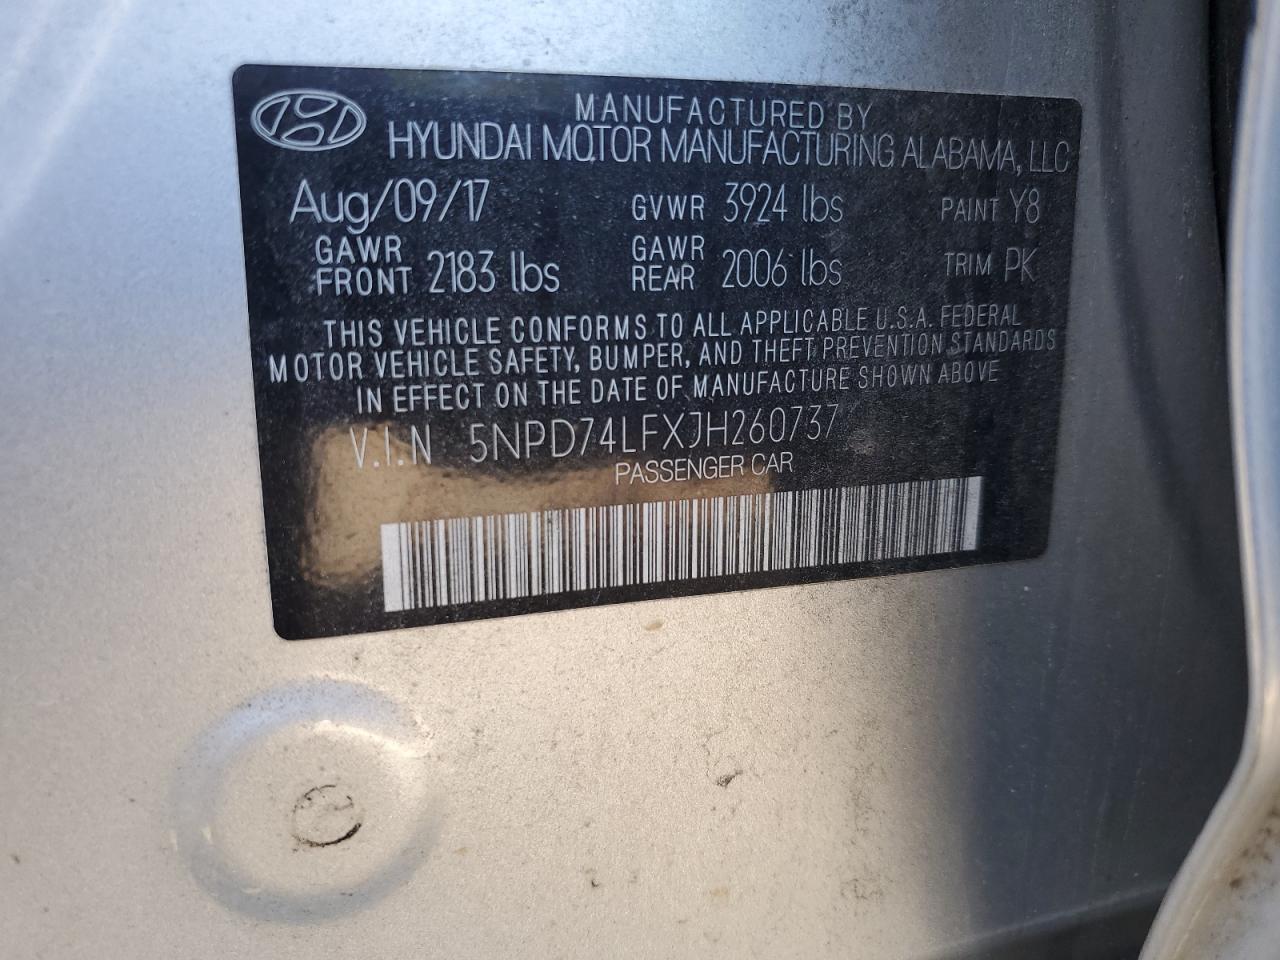 MANUFACTURED BY
HYUNDAI MOTOR MANUFACTURING ALABAMA, LLC
Aug/09/17 GVWR 3924 lbs PAINT Y8
GAWR FRONT 2183 lbs GAWR REAR 2006 lbs TRIM PK
THIS VEHICLE CONFORMS TO ALL APPLICABLE U.S.A. FEDERAL
MOTOR VEHICLE SAFETY, BUMPER, AND THEFT PREVENTION STANDARDS
IN EFFECT ON THE DATE OF MANUFACTURE SHOWN ABOVE
V.I.N 5NPD74LFXJH260737
PASSENGER CAR